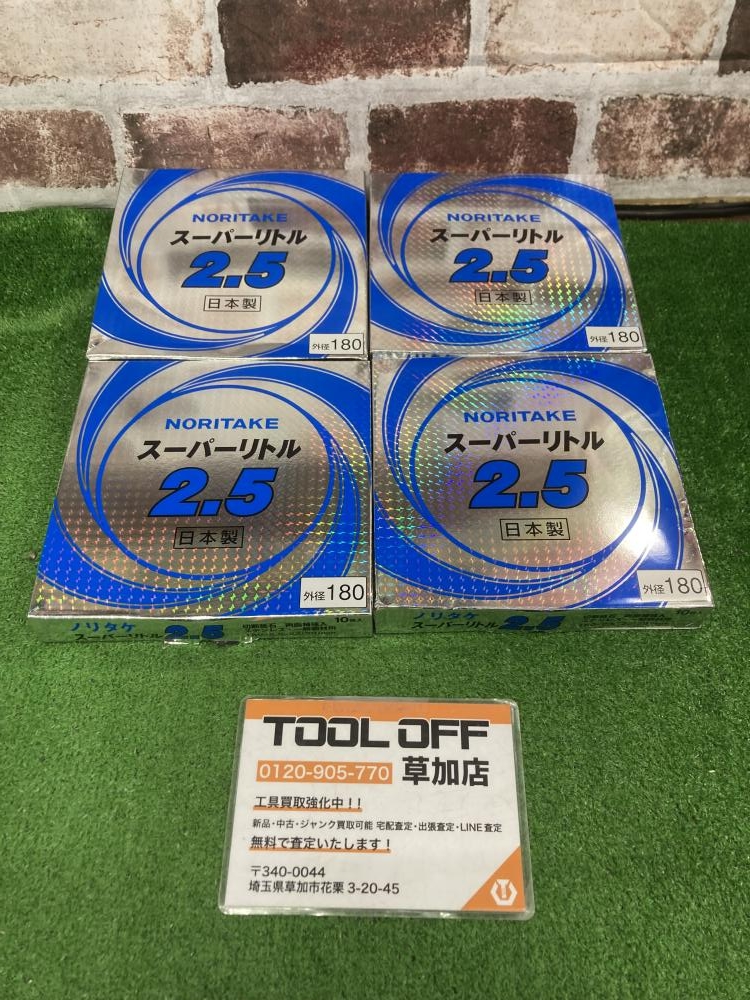 NORITAKE
スーパーリトル
2.5
日本製
外径180
NORITAKE
スーパーリトル
2.5
日本製
外径180
NORITAKE
スーパーリトル
2.5
日本製
外径180
NORITAKE
スーパーリトル
2.5
日本製
外径180
ノリタケ
スーパーリトル 2.5
ノリタケ
スーパーリトル 2.5
TOOL OFF
0120-905-770 草加店
工具買取強化中!!
新品・中古・ジャンク買取可能 宅配査定・出張査定・LINE査定
無料で査定いたします!
〒340-0044
埼玉県草加市花栗 3-20-45